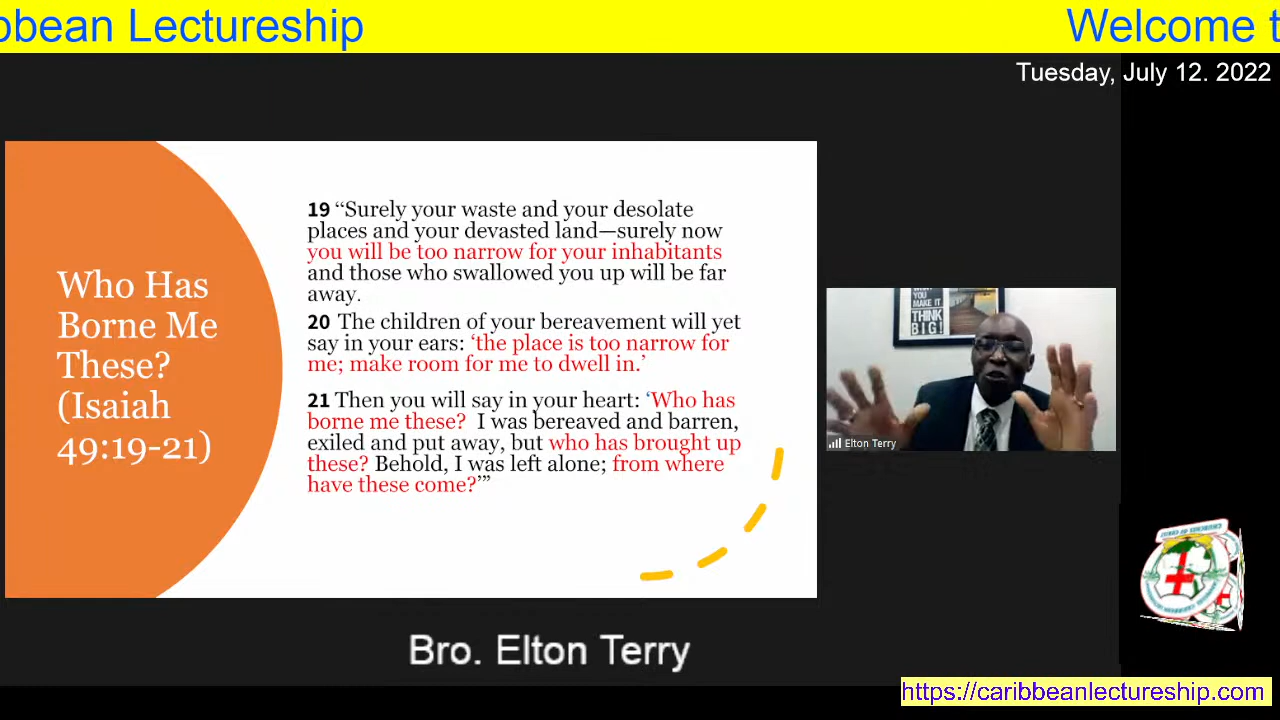 bbean Lectureship
Welcome t
Tuesday, July 12. 2022
Who Has
Borne Me
These?
(Isaiah
49:19-21)
19 “Surely your waste and your desolate
places and your devasted land—surely now
you will be too narrow for your inhabitants
and those who swallowed you up will be far
away.
20 The children of your bereavement will yet
say in your ears: ‘the place is too narrow for
me; make room for me to dwell in.’
21 Then you will say in your heart: ‘Who has
borne me these? I was bereaved and barren,
exiled and put away, but who has brought up
these? Behold, I was left alone; from where
have these come?’”
YOU
MAKE IT
THINK
BIG!
Elton Terry
CHURCHES OF CHRIST
Bro. Elton Terry
https://caribbeanlectureship.com